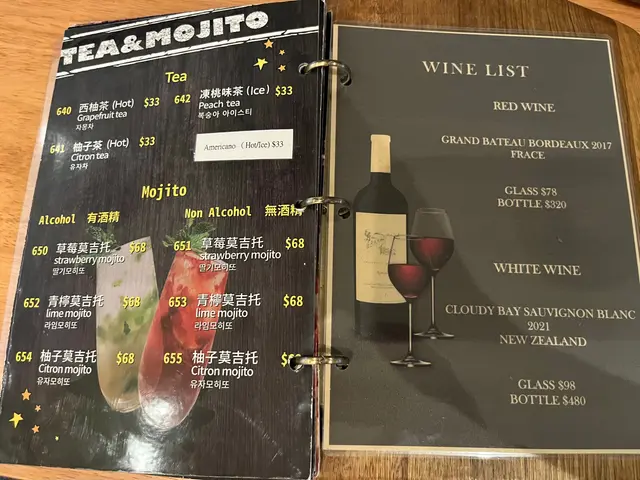 TEA&MOJITO
Tea
640 西柚茶 (Hot) $33
Grapefruit tea
자몽차
642 凍桃味茶 (Ice) $33
Peach tea
복숭아 아이스티
641 柚子茶 (Hot) $33
Citron tea
유자차
Americano （Hot/Ice) $33
Mojito
Alcohol 有酒精
Non Alcohol 無酒精
650 草莓莫吉托 $68
strawberry mojito
딸기모히또
651 草莓莫吉托 $68
strawberry mojito
딸기모히또
652 青檸莫吉托 $68
lime mojito
라임모히또
653 青檸莫吉托 $68
lime mojito
라임모히또
654 柚子莫吉托 $68
Citron mojito
유자모히또
655 柚子莫吉托
Citron mojito
유자모히또
WINE LIST
RED WINE
GRAND BATEAU BORDEAUX 2017
FRACE
GLASS $78
BOTTLE $320
WHITE WINE
CLOUDY BAY SAUVIGNON BLANC
2021
NEW ZEALAND
GLASS $98
BOTTLE $480